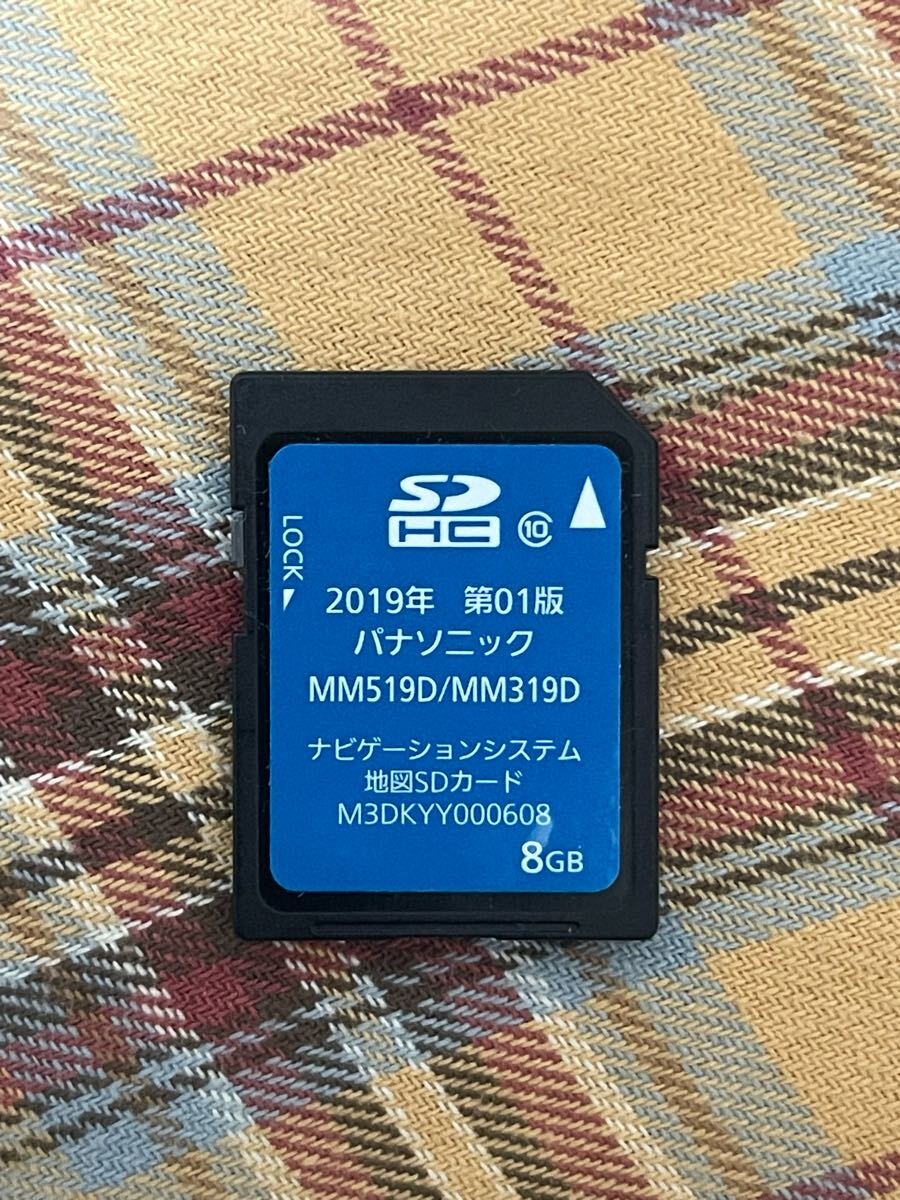 SD
HC 10
LOCK
2019年 第01版
パナソニック
MM519D/MM319D
ナビゲーションシステム
地図SDカード
M3DKYY000608
8GB